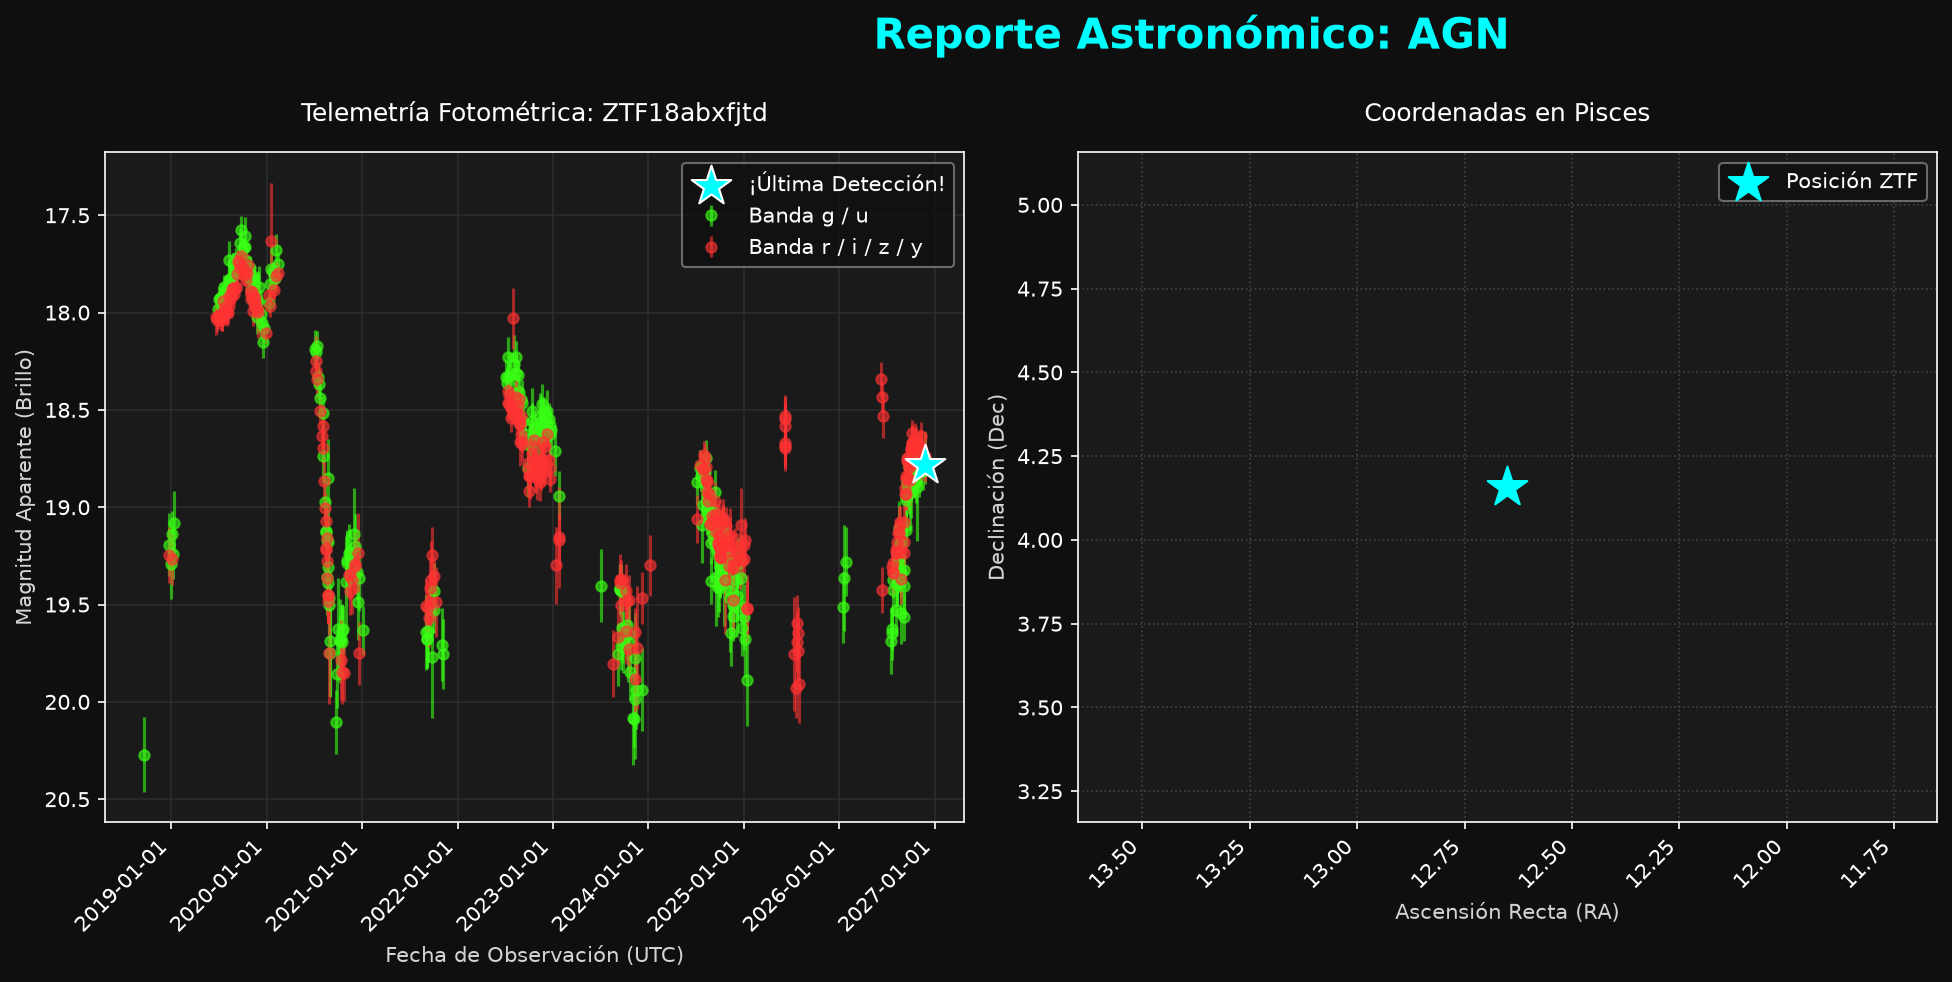 Reporte Astronómico: AGN
Telemetría Fotométrica: ZTF18abxfjtd
¡Última Detección!
Banda g / u
Banda r / i / z / y
Magnitud Aparente (Brillo)
17.5
18.0
18.5
19.0
19.5
20.0
20.5
2019-01-01
2020-01-01
2021-01-01
2022-01-01
2023-01-01
2024-01-01
2025-01-01
2026-01-01
2027-01-01
Fecha de Observación (UTC)
Coordenadas en Pisces
Posición ZTF
Declinación (Dec)
5.00
4.75
4.50
4.25
4.00
3.75
3.50
3.25
13.50
13.25
13.00
12.75
12.50
12.25
12.00
11.75
Ascensión Recta (RA)